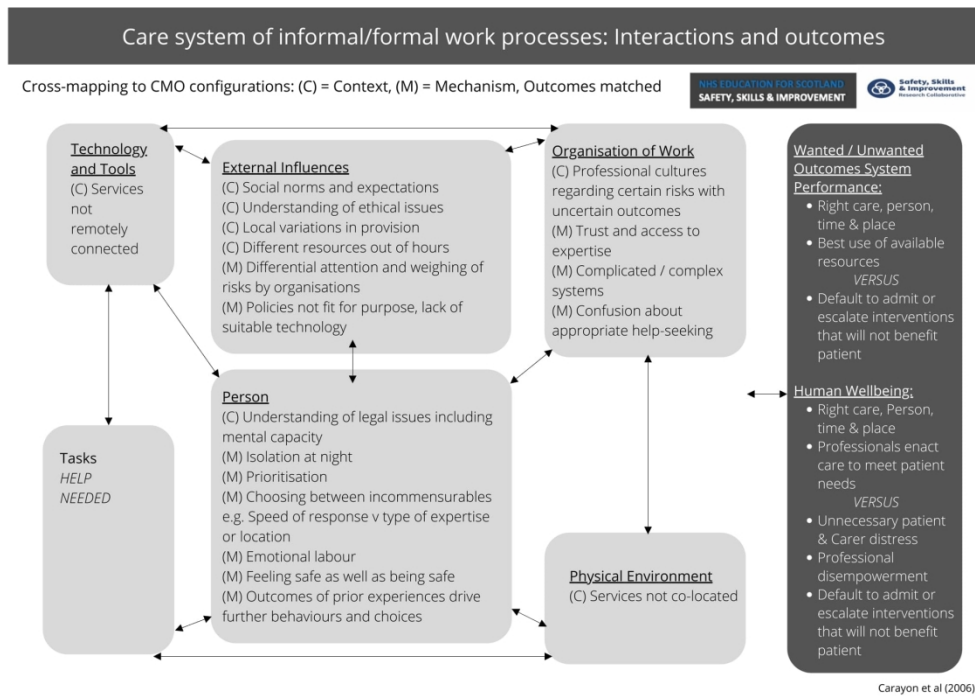 Care system of informal/formal work processes: Interactions and outcomes
Cross-mapping to CMO configurations: (C) = Context, (M) = Mechanism, Outcomes matched
NHS EDUCATION FOR SCOTLAND
SAFETY, SKILLS & IMPROVEMENT
Safety, Skills
& Improvement
Research Collaborative
Technology
and Tools
(C) Services
not
remotely
connected
External Influences
(C) Social norms and expectations
(C) Understanding of ethical issues
(C) Local variations in provision
(C) Different resources out of hours
(M) Differential attention and weighing of
risks by organisations
(M) Policies not fit for purpose, lack of
suitable technology
Organisation of Work
(C) Professional cultures
regarding certain risks with
uncertain outcomes
(M) Trust and access to
expertise
(M) Complicated / complex
systems
(M) Confusion about
appropriate help-seeking
Tasks
HELP
NEEDED
Person
(C) Understanding of legal issues including
mental capacity
(M) Isolation at night
(M) Prioritisation
(M) Choosing between incommensurables
e.g. Speed of response v type of expertise
or location
(M) Emotional labour
(M) Feeling safe as well as being safe
(M) Outcomes of prior experiences drive
further behaviours and choices
Physical Environment
(C) Services not co-located
Wanted / Unwanted
Outcomes System
Performance:
• Right care, person,
time & place
• Best use of available
resources
VERSUS
• Default to admit or
escalate interventions
that will not benefit
patient
Human Wellbeing:
• Right care, Person,
time & place
• Professionals enact
care to meet patient
needs
VERSUS
• Unnecessary patient
& Carer distress
• Professional
disempowerment
• Default to admit or
escalate interventions
that will not benefit
patient
Carayon et al (2006)